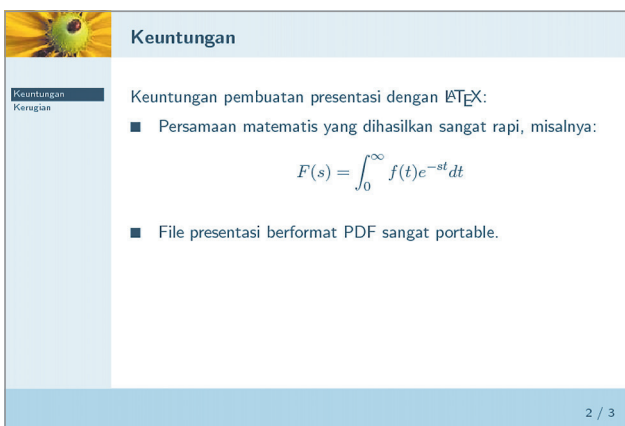 Keuntungan
Keuntungan
Kerugian
Keuntungan pembuatan presentasi dengan LATEX:
■ Persamaan matematis yang dihasilkan sangat rapi, misalnya:
F(s) = ∫₀^∞ f(t)e^{-st}dt
■ File presentasi berformat PDF sangat portable.
2 / 3